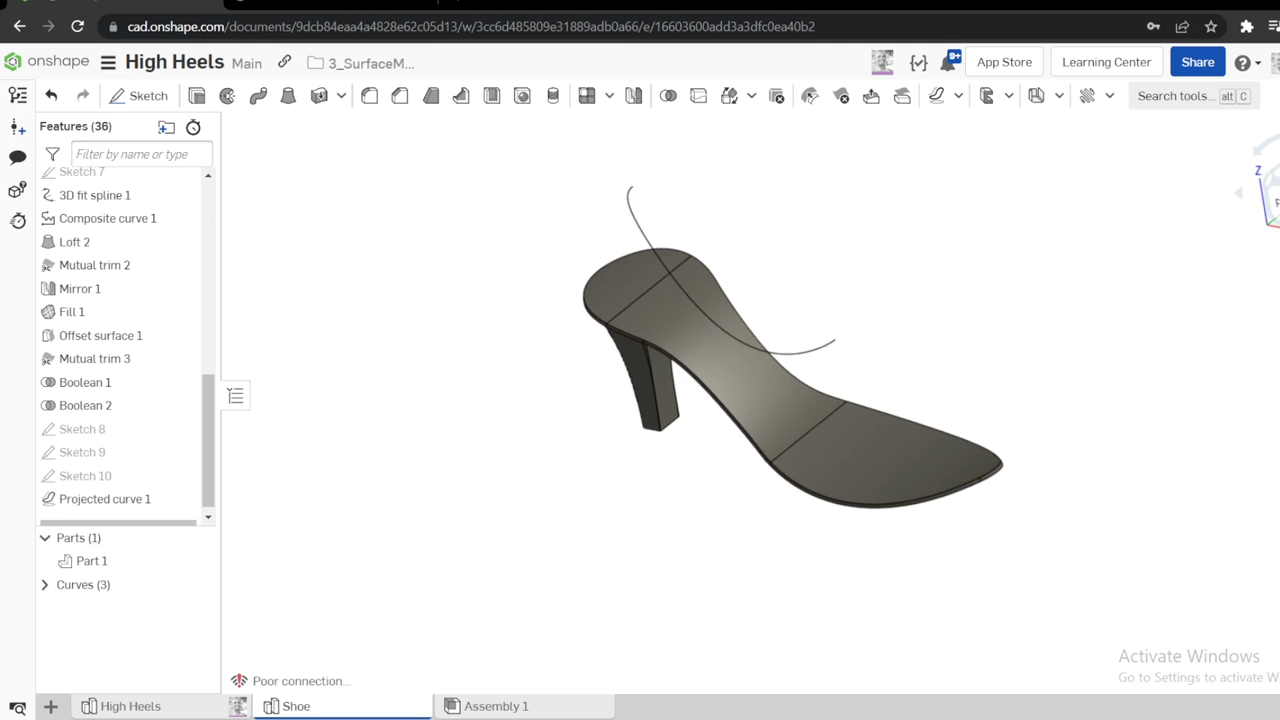 cad.onshape.com/documents/9dcb84eaa4a4828e62c05d13/w/3cc6d485809e31889adb0a66/e/16603600add3a3dfc0ea40b2
onshape High Heels Main 3_SurfaceM... 9+ App Store Learning Center Share
Sketch Search tools... alt C
Features (36)
Filter by name or type
Sketch 7
3D fit spline 1
Composite curve 1
Loft 2
Mutual trim 2
Mirror 1
Fill 1
Offset surface 1
Mutual trim 3
Boolean 1
Boolean 2
Sketch 8
Sketch 9
Sketch 10
Projected curve 1
Parts (1)
Part 1
Curves (3)
Z
Poor connection...
Activate Windows
Go to Settings to activate W
High Heels Shoe Assembly 1